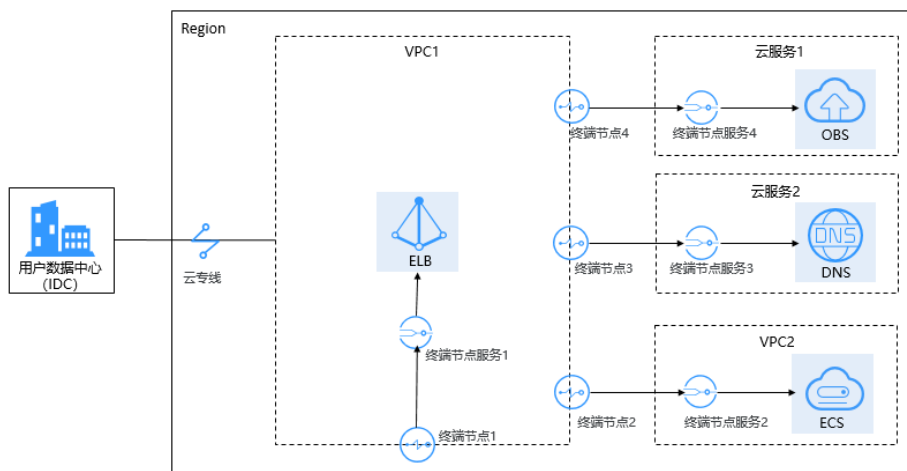 Region
VPC1
云服务1
终端节点4
终端节点服务4
OBS
云服务2
用户数据中心
(IDC)
云专线
ELB
终端节点3
终端节点服务3
DNS
DNS
终端节点服务1
VPC2
终端节点1
终端节点2
终端节点服务2
ECS